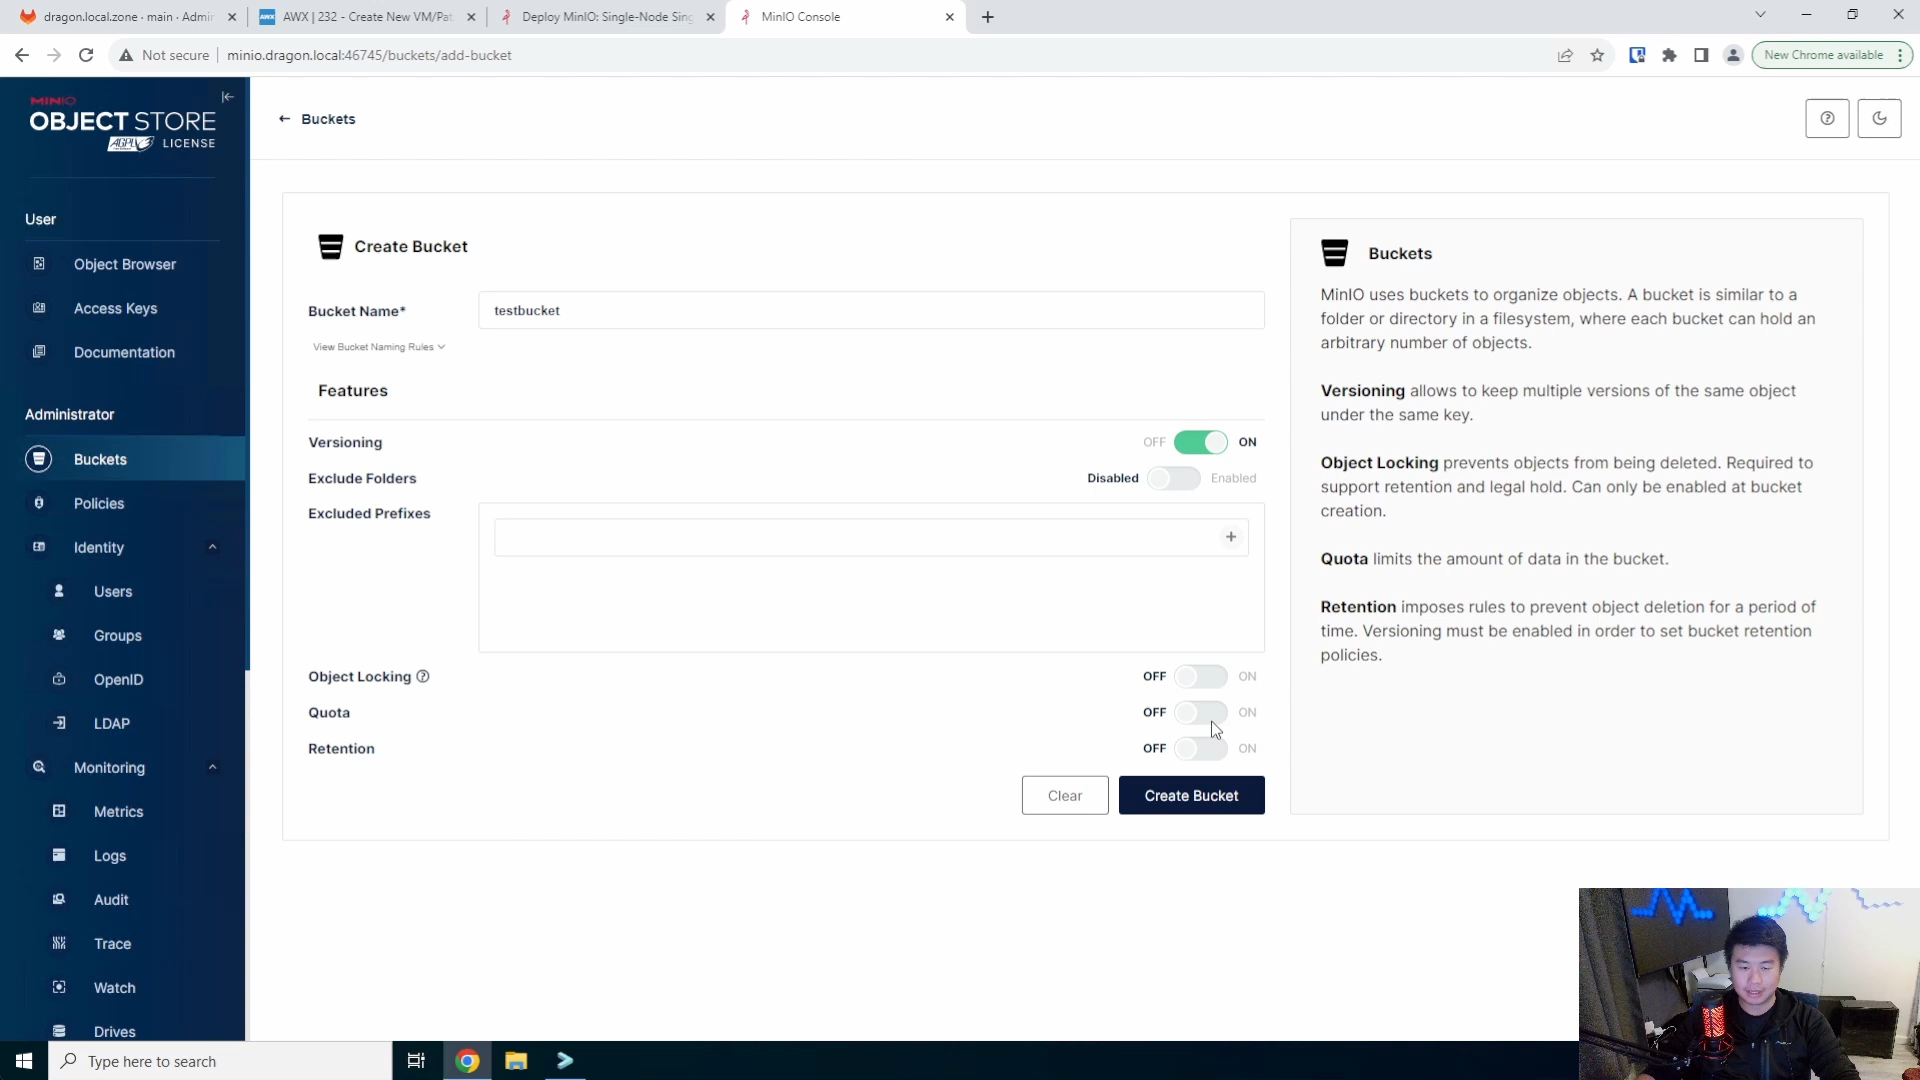 dragon.local.zone · main · Admir
AWX | 232 - Create New VM/Pat
Deploy MinIO: Single-Node Sing
MinIO Console
Not secure
minio.dragon.local:46745/buckets/add-bucket
New Chrome available
MINIO
OBJECT STORE
AGPLv3 LICENSE
User
Object Browser
Access Keys
Documentation
Administrator
Buckets
Policies
Identity
Users
Groups
OpenID
LDAP
Monitoring
Metrics
Logs
Audit
Trace
Watch
Drives
Buckets
Create Bucket
Bucket Name*
testbucket
View Bucket Naming Rules
Features
Versioning
OFF ON
Exclude Folders
Disabled Enabled
Excluded Prefixes
+
Object Locking
OFF ON
Quota
OFF ON
Retention
OFF ON
Clear
Create Bucket
Buckets
MinIO uses buckets to organize objects. A bucket is similar to a
folder or directory in a filesystem, where each bucket can hold an
arbitrary number of objects.
Versioning allows to keep multiple versions of the same object
under the same key.
Object Locking prevents objects from being deleted. Required to
support retention and legal hold. Can only be enabled at bucket
creation.
Quota limits the amount of data in the bucket.
Retention imposes rules to prevent object deletion for a period of
time. Versioning must be enabled in order to set bucket retention
policies.
Type here to search